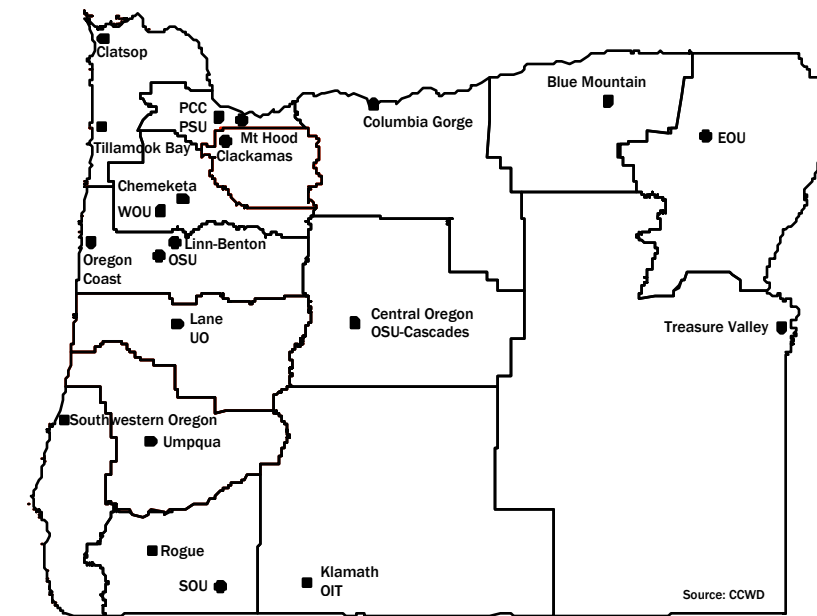 Clatsop
Blue Mountain
PCC
PSU
Columbia Gorge
Mt Hood
EOU
Tillamook Bay
Clackamas
Chemeketa
WOU
Linn-Benton
OSU
Oregon
Coast
Lane
UO
Central Oregon
OSU-Cascades
Treasure Valley
Southwestern Oregon
Umpqua
Rogue
SOU
Klamath
OIT
Source: CCWD